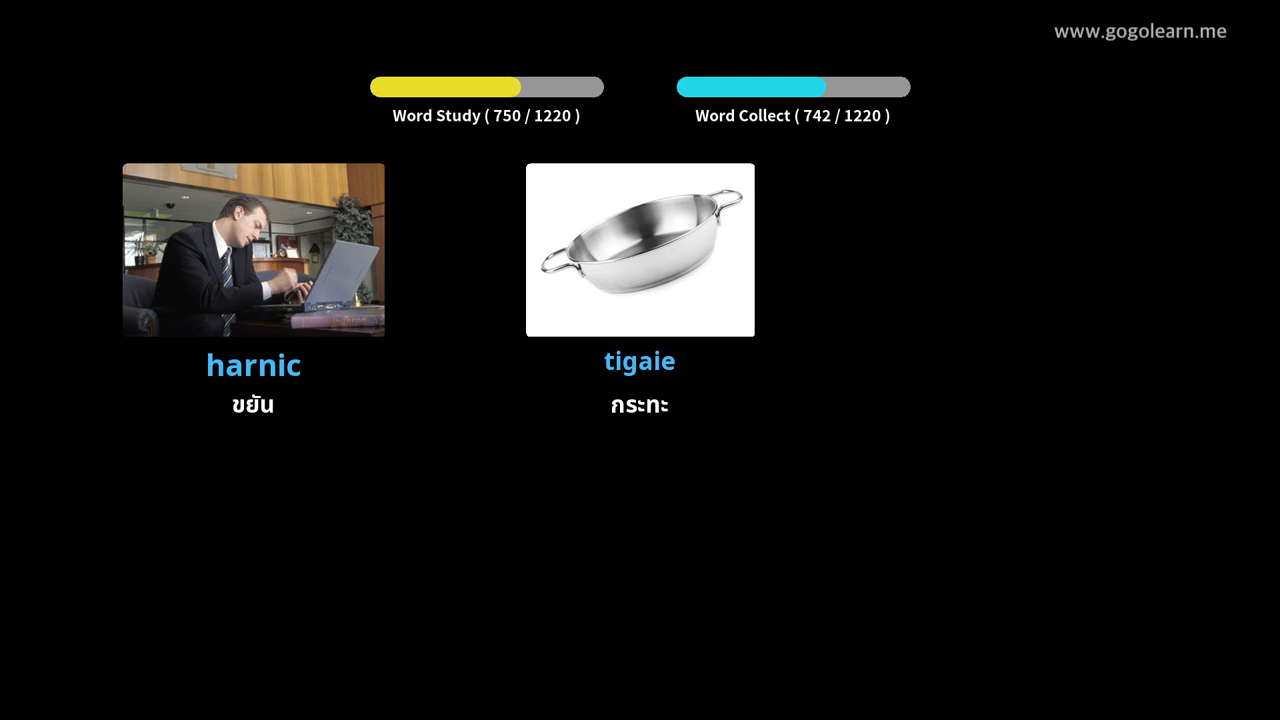 www.gogolearn.me
Word Study ( 750 / 1220 )
Word Collect ( 742 / 1220 )
harnic
ขยัน
tigaie
กระทะ